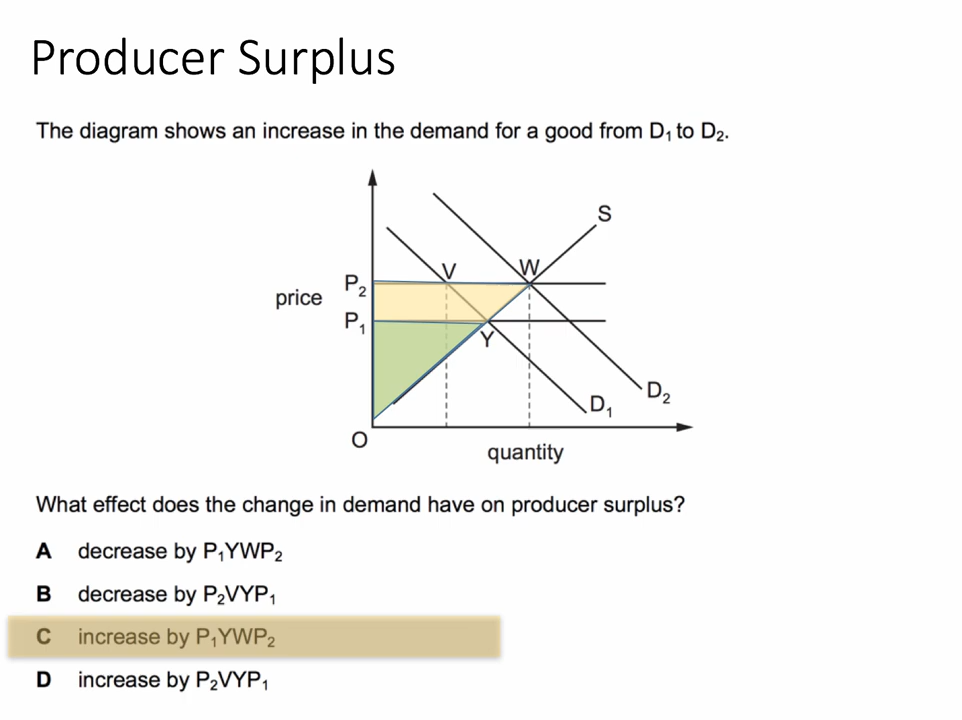 Producer Surplus
The diagram shows an increase in the demand for a good from D₁ to D₂.
S
V
W
P₂
price
P₁
Y
D₂
D₁
O
quantity
What effect does the change in demand have on producer surplus?
A decrease by P₁YWP₂
B decrease by P₂VYP₁
C increase by P₁YWP₂
D increase by P₂VYP₁